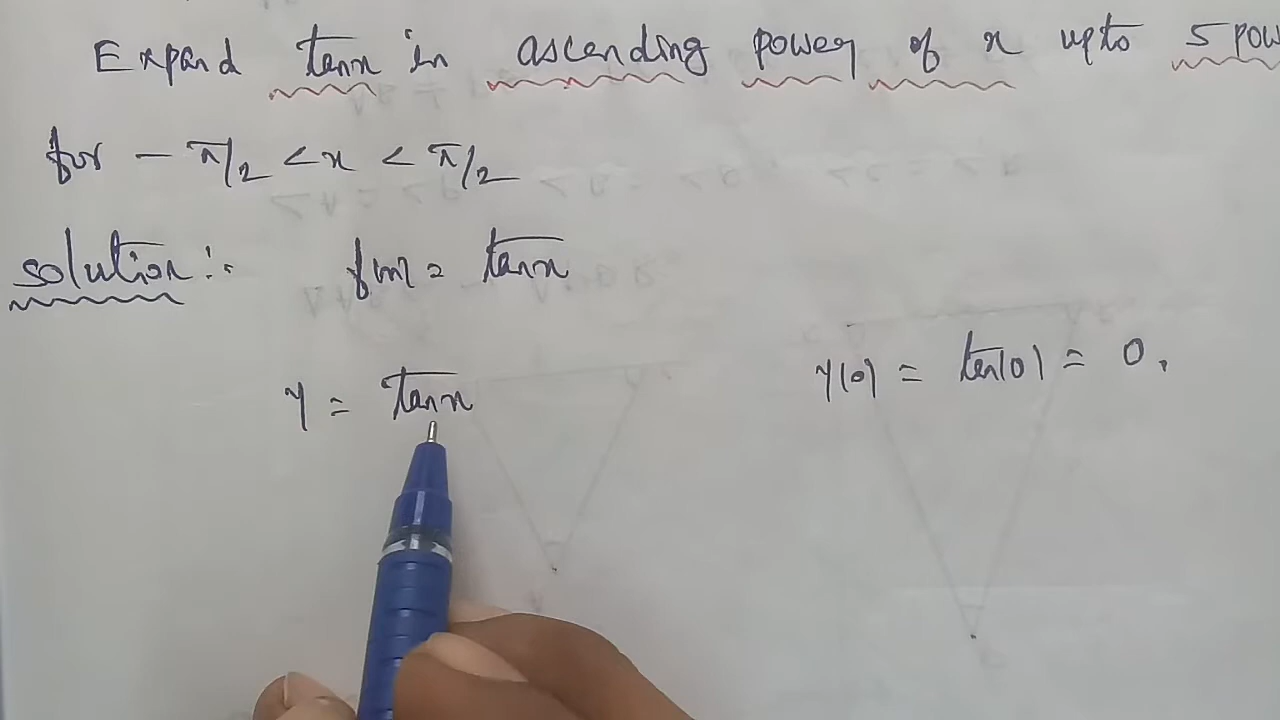 Expand tanx in ascending power of x upto 5 pow
for - π/2 < x < π/2
solution:- f(x) = tanx
y = tanx y(0) = tan(0) = 0.